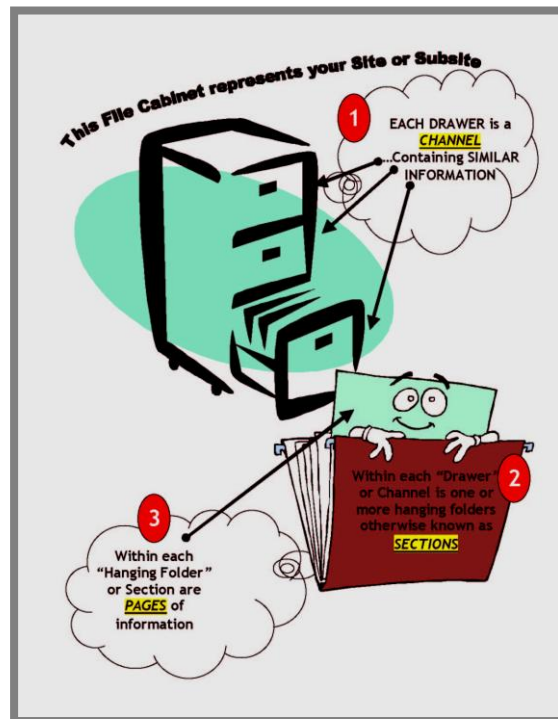 This File Cabinet represents your Site or Subsite
1
EACH DRAWER is a
CHANNEL
...Containing SIMILAR
INFORMATION
2
Within each "Drawer"
or Channel is one or
more hanging folders
otherwise known as
SECTIONS
3
Within each
"Hanging Folder"
or Section are
PAGES of
information